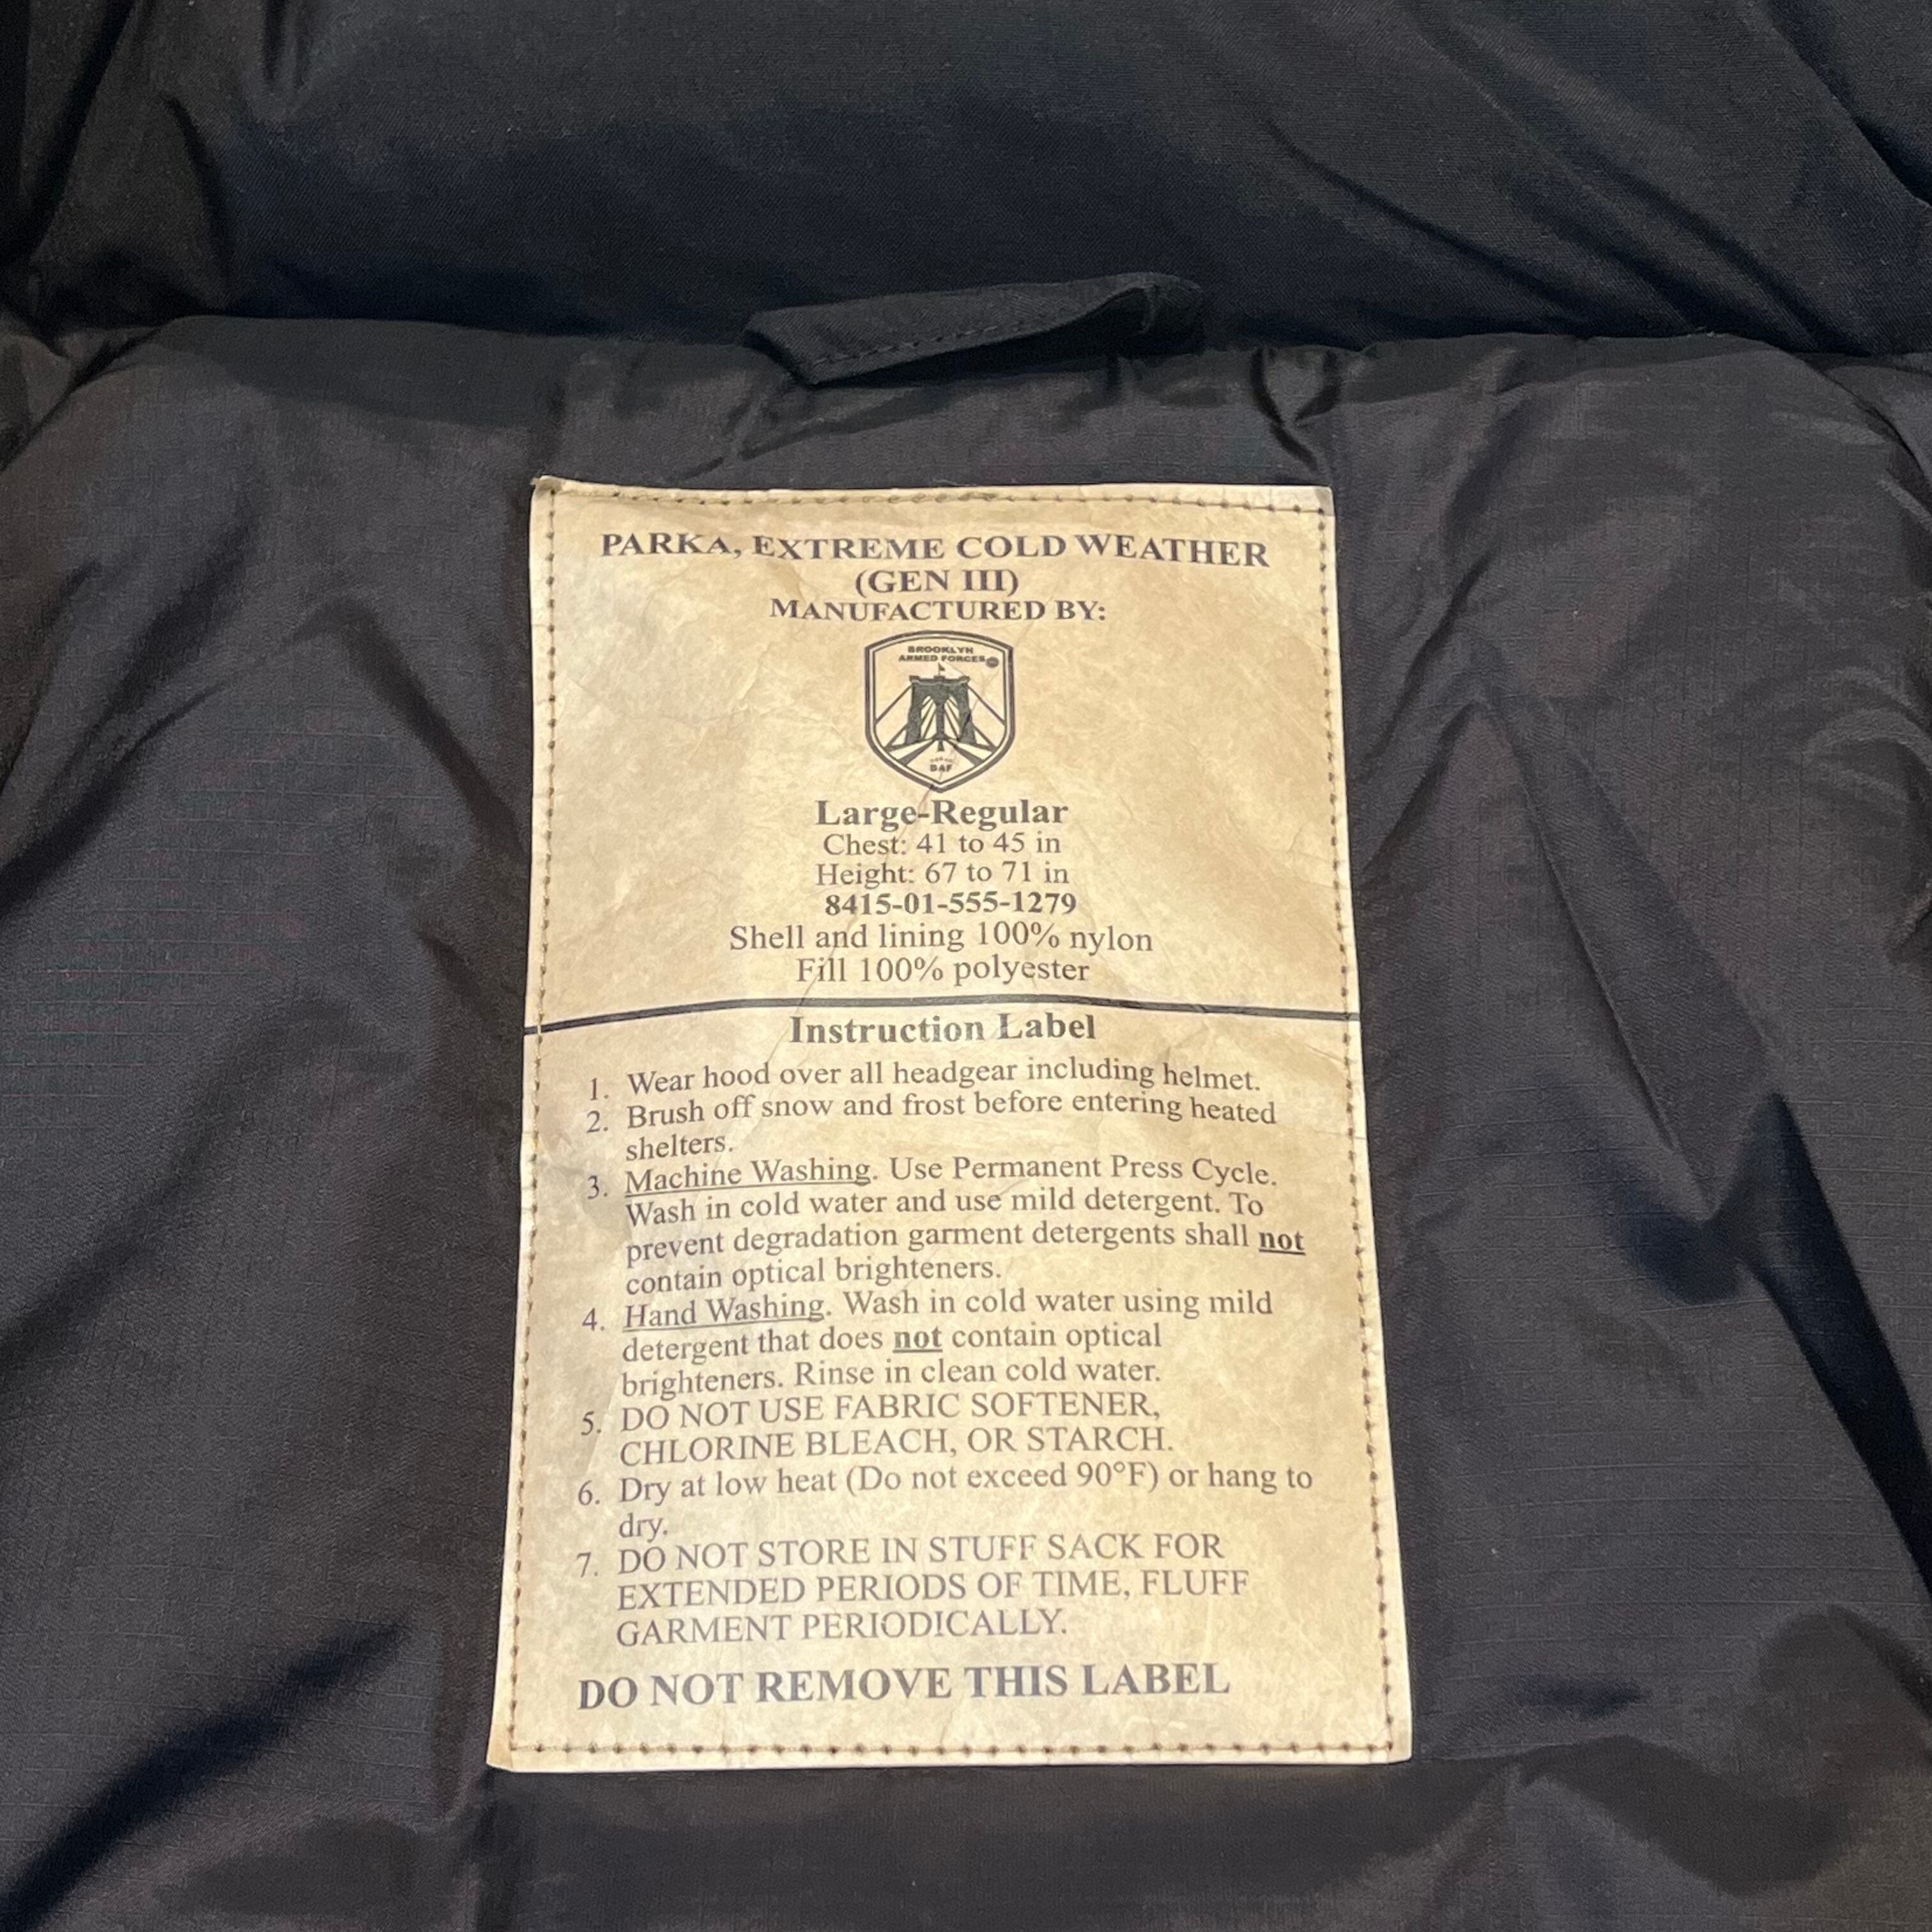 PARKA, EXTREME COLD WEATHER
(GEN III)
MANUFACTURED BY:
BROOKLYN
ARMED FORCES
BAF
Large-Regular
Chest: 41 to 45 in
Height: 67 to 71 in
8415-01-555-1279
Shell and lining 100% nylon
Fill 100% polyester
Instruction Label
1. Wear hood over all headgear including helmet.
2. Brush off snow and frost before entering heated
shelters.
3. Machine Washing. Use Permanent Press Cycle.
Wash in cold water and use mild detergent. To
prevent degradation garment detergents shall not
contain optical brighteners.
4. Hand Washing. Wash in cold water using mild
detergent that does not contain optical
brighteners. Rinse in clean cold water.
5. DO NOT USE FABRIC SOFTENER,
CHLORINE BLEACH, OR STARCH.
6. Dry at low heat (Do not exceed 90°F) or hang to
dry.
7. DO NOT STORE IN STUFF SACK FOR
EXTENDED PERIODS OF TIME, FLUFF
GARMENT PERIODICALLY.
DO NOT REMOVE THIS LABEL